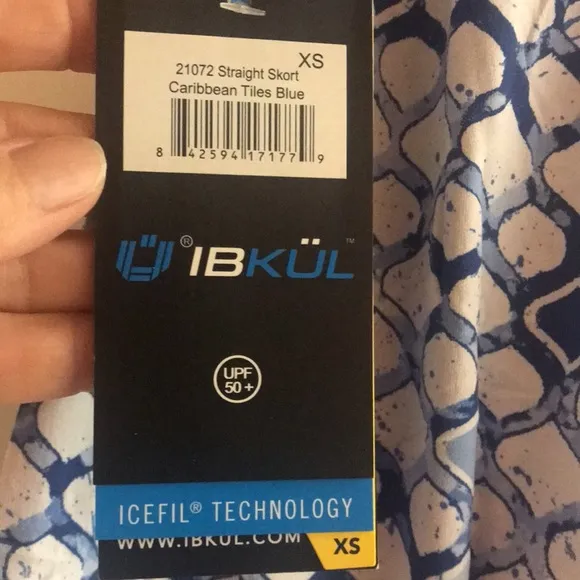 XS
21072 Straight Skort
Caribbean Tiles Blue
8 42594 17177 9
® IBKÜL™
UPF
50+
ICEFIL® TECHNOLOGY
WWW.IBKUL.COM
XS